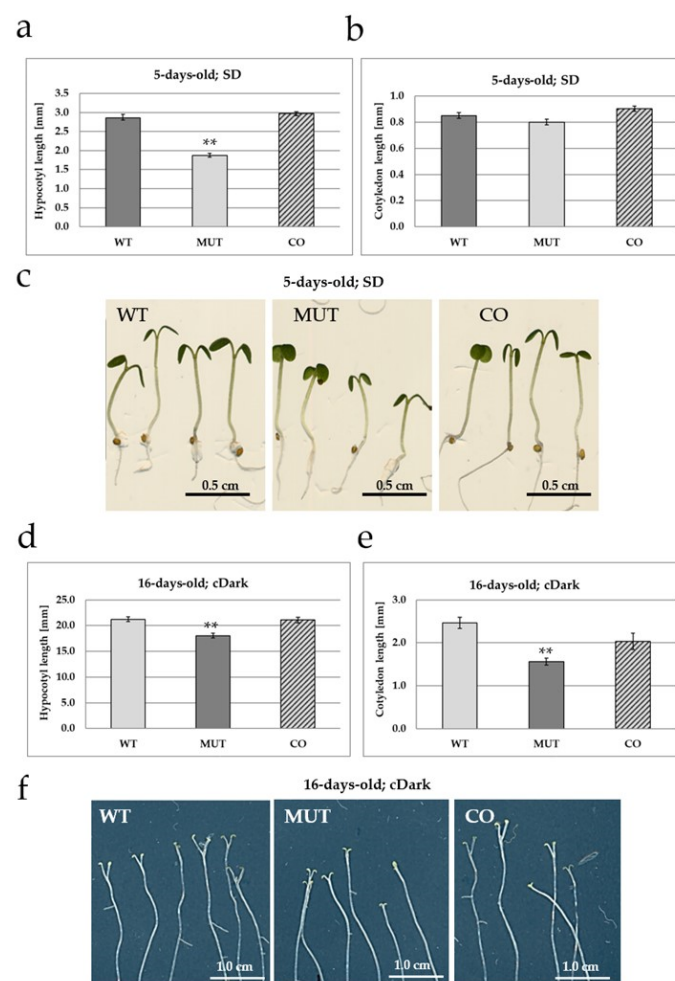 a
b
5-days-old; SD
Hypocotyl length [mm]
3.5
3.0
2.5
2.0
1.5
1.0
0.5
0.0
**
WT MUT CO
5-days-old; SD
Cotyledon length [mm]
1.0
0.8
0.6
0.4
0.2
0.0
WT MUT CO
c
5-days-old; SD
WT MUT CO
0.5 cm 0.5 cm 0.5 cm
d
e
16-days-old; cDark
Hypocotyl length [mm]
25.0
20.0
15.0
10.0
5.0
0.0
**
WT MUT CO
16-days-old; cDark
Cotyledon length [mm]
3.0
2.0
1.0
0.0
**
WT MUT CO
f
16-days-old; cDark
WT MUT CO
1.0 cm 1.0 cm 1.0 cm